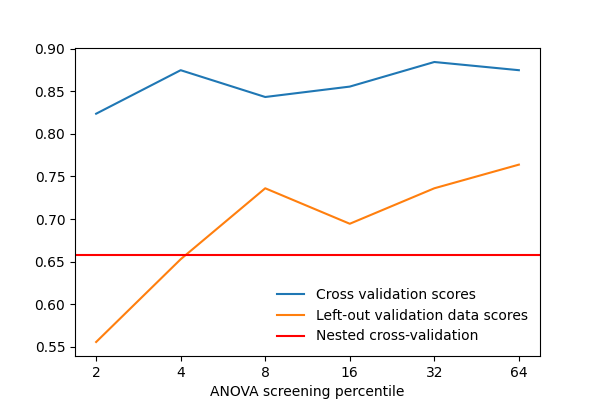 0.90
0.85
0.80
0.75
0.70
0.65
0.60
0.55
Cross validation scores
Left-out validation data scores
Nested cross-validation
2 4 8 16 32 64
ANOVA screening percentile